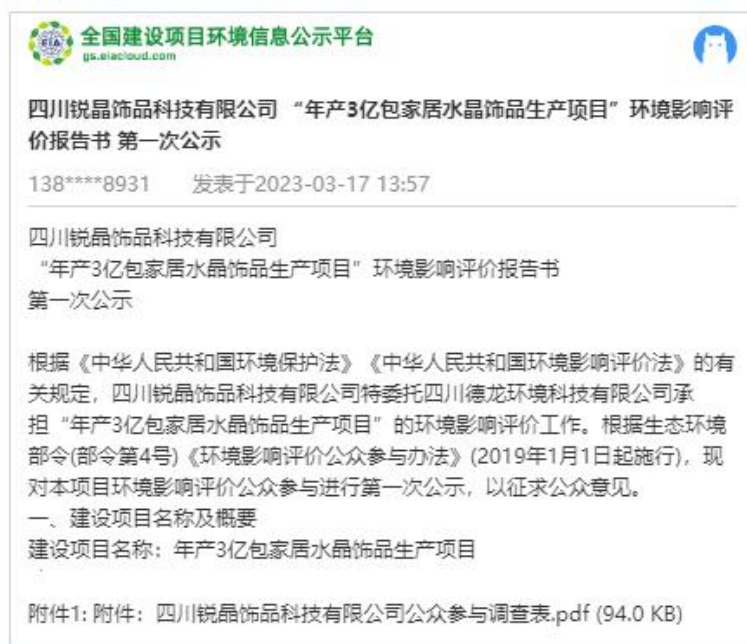 全国建设项目环境信息公示平台
gs.eiacloud.com
四川锐晶饰品科技有限公司 “年产3亿包家居水晶饰品生产项目”环境影响评
价报告书 第一次公示
138****8931 发表于2023-03-17 13:57
四川锐晶饰品科技有限公司
“年产3亿包家居水晶饰品生产项目”环境影响评价报告书
第一次公示
根据《中华人民共和国环境保护法》《中华人民共和国环境影响评价法》的有
关规定，四川锐晶饰品科技有限公司特委托四川德龙环境科技有限公司承
担“年产3亿包家居水晶饰品生产项目”的环境影响评价工作。根据生态环境
部令(部令第4号)《环境影响评价公众参与办法》(2019年1月1日起施行)，现
对本项目环境影响评价公众参与进行第一次公示，以征求公众意见。
一、建设项目名称及概要
建设项目名称：年产3亿包家居水晶饰品生产项目
附件1: 附件：四川锐晶饰品科技有限公司公众参与调查表.pdf (94.0 KB)